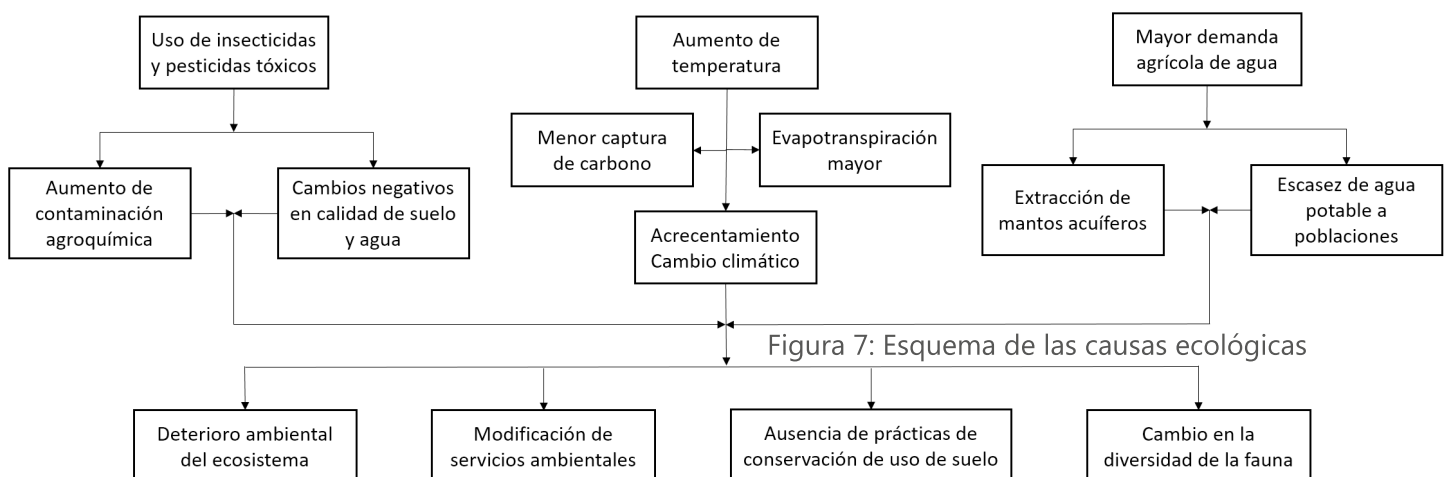 Uso de insecticidas
y pesticidas tóxicos
Aumento de
temperatura
Mayor demanda
agrícola de agua
Menor captura
de carbono
Evapotranspiración
mayor
Aumento de
contaminación
agroquímica
Cambios negativos
en calidad de suelo
y agua
Acrecentamiento
Cambio climático
Extracción de
mantos acuíferos
Escasez de agua
potable a
poblaciones
Figura 7: Esquema de las causas ecológicas
Deterioro ambiental
del ecosistema
Modificación de
servicios ambientales
Ausencia de prácticas de
conservación de uso de suelo
Cambio en la
diversidad de la fauna